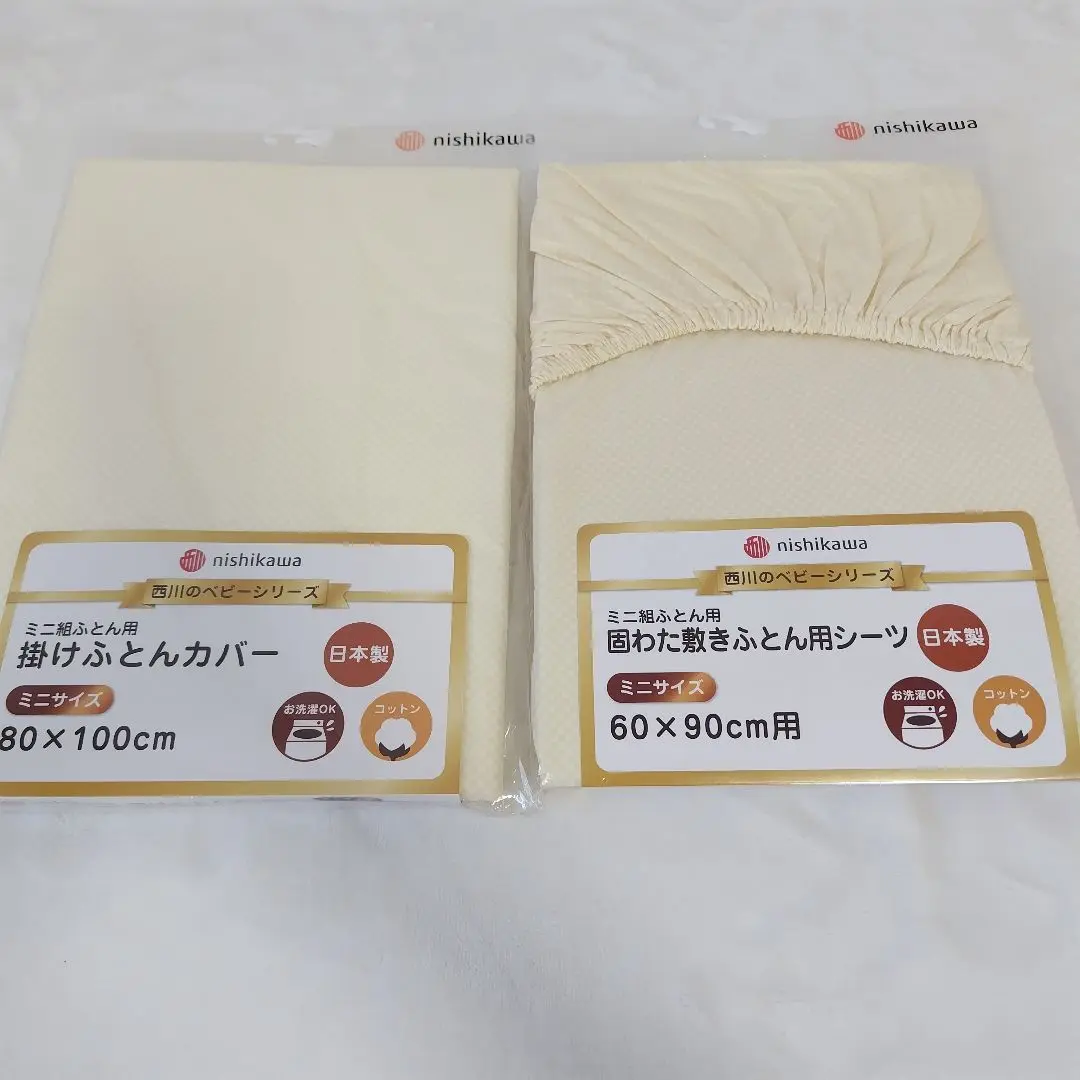 nishikawa
nishikawa
西川のベビーシリーズ
ミニ組ふとん用
掛けふとんカバー
日本製
ミニサイズ
80×100cm
お洗濯OK
コットン
nishikawa
nishikawa
西川のベビーシリーズ
ミニ組ふとん用
固わた敷きふとん用シーツ
日本製
ミニサイズ
60×90cm用
お洗濯OK
コットン